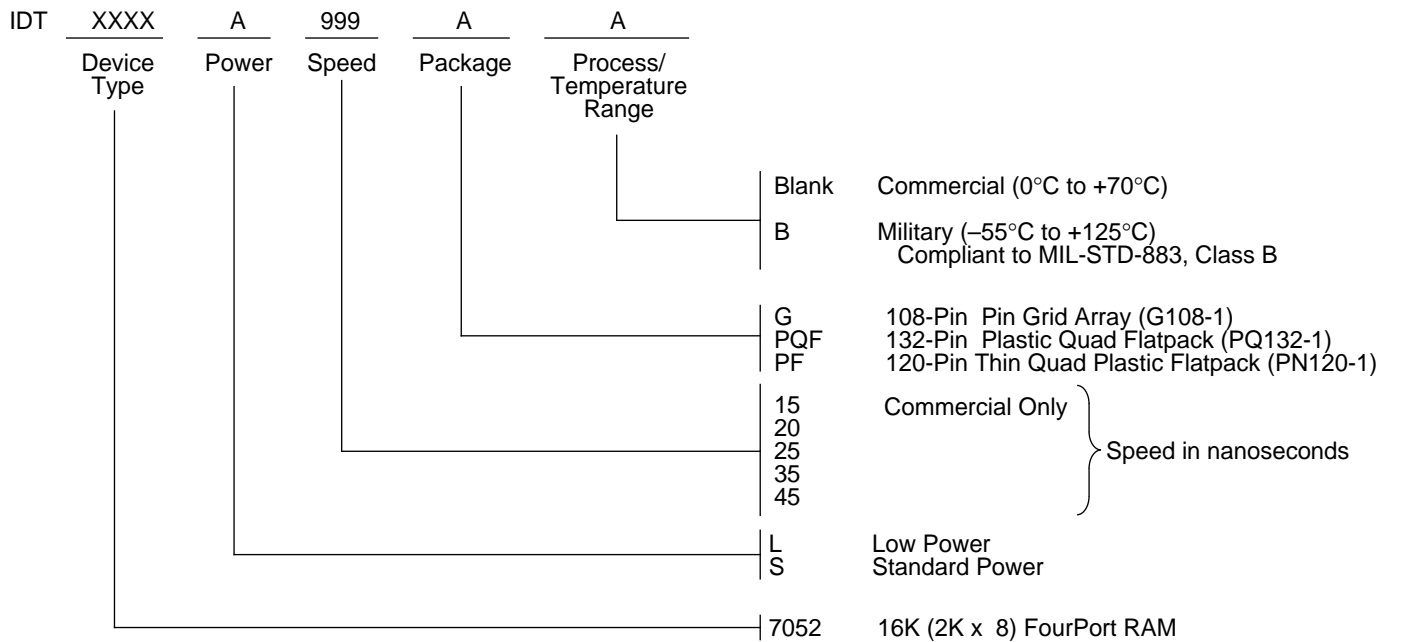 IDT XXXX A 999 A A
Device Type Power Speed Package Process/ Temperature Range
Blank Commercial (0°C to +70°C)
B Military (–55°C to +125°C)
Compliant to MIL-STD-883, Class B
G 108-Pin Pin Grid Array (G108-1)
PQF 132-Pin Plastic Quad Flatpack (PQ132-1)
PF 120-Pin Thin Quad Plastic Flatpack (PN120-1)
15 Commercial Only
20
25 Speed in nanoseconds
35
45
L Low Power
S Standard Power
7052 16K (2K x 8) FourPort RAM